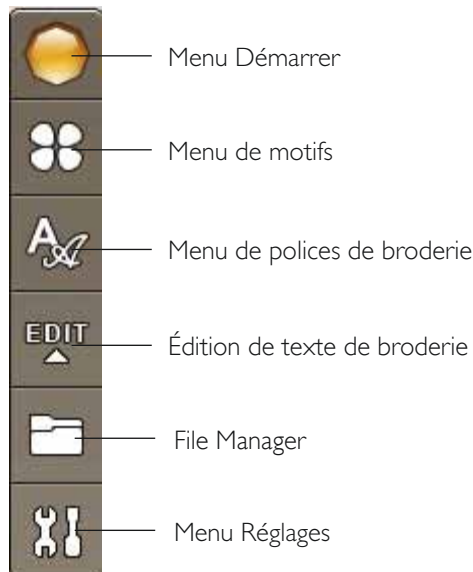 Menu Démarrer
Menu de motifs
A A Menu de polices de broderie
EDIT Édition de texte de broderie
File Manager
Menu Réglages